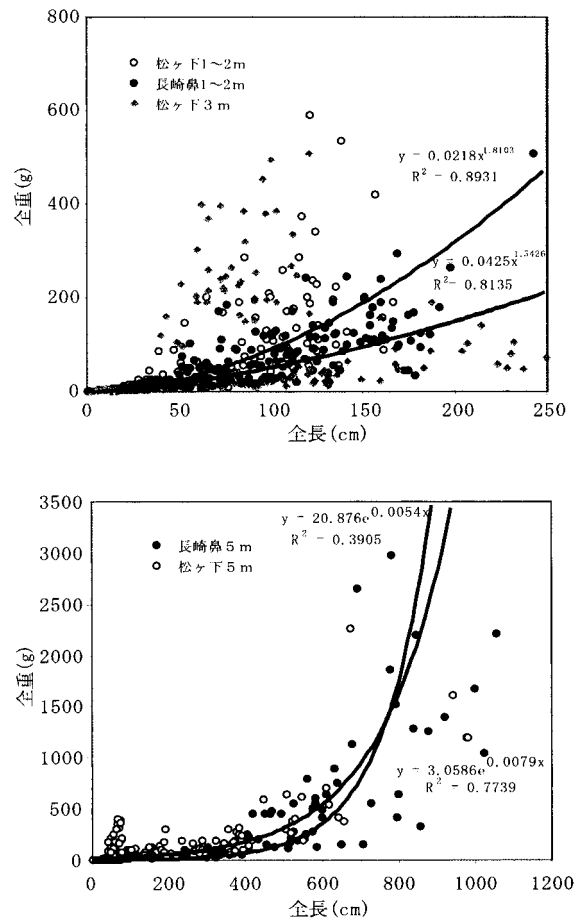 800
600
400
200
0
全重(g)
松ヶ下1～2m
長崎鼻1～2m
松ヶ下3m
y = 0.0218x^1.8103
R² = 0.8931
y = 0.0425x^1.5426
R² = 0.8135
0 50 100 150 200 250
全長(cm)
3500
3000
2500
2000
1500
1000
500
0
全重(g)
y = 20.876e^0.0054x
R² = 0.3905
長崎鼻5m
松ヶ下5m
y = 3.0586e^0.0079x
R² = 0.7739
0 200 400 600 800 1000 1200
全長(cm)